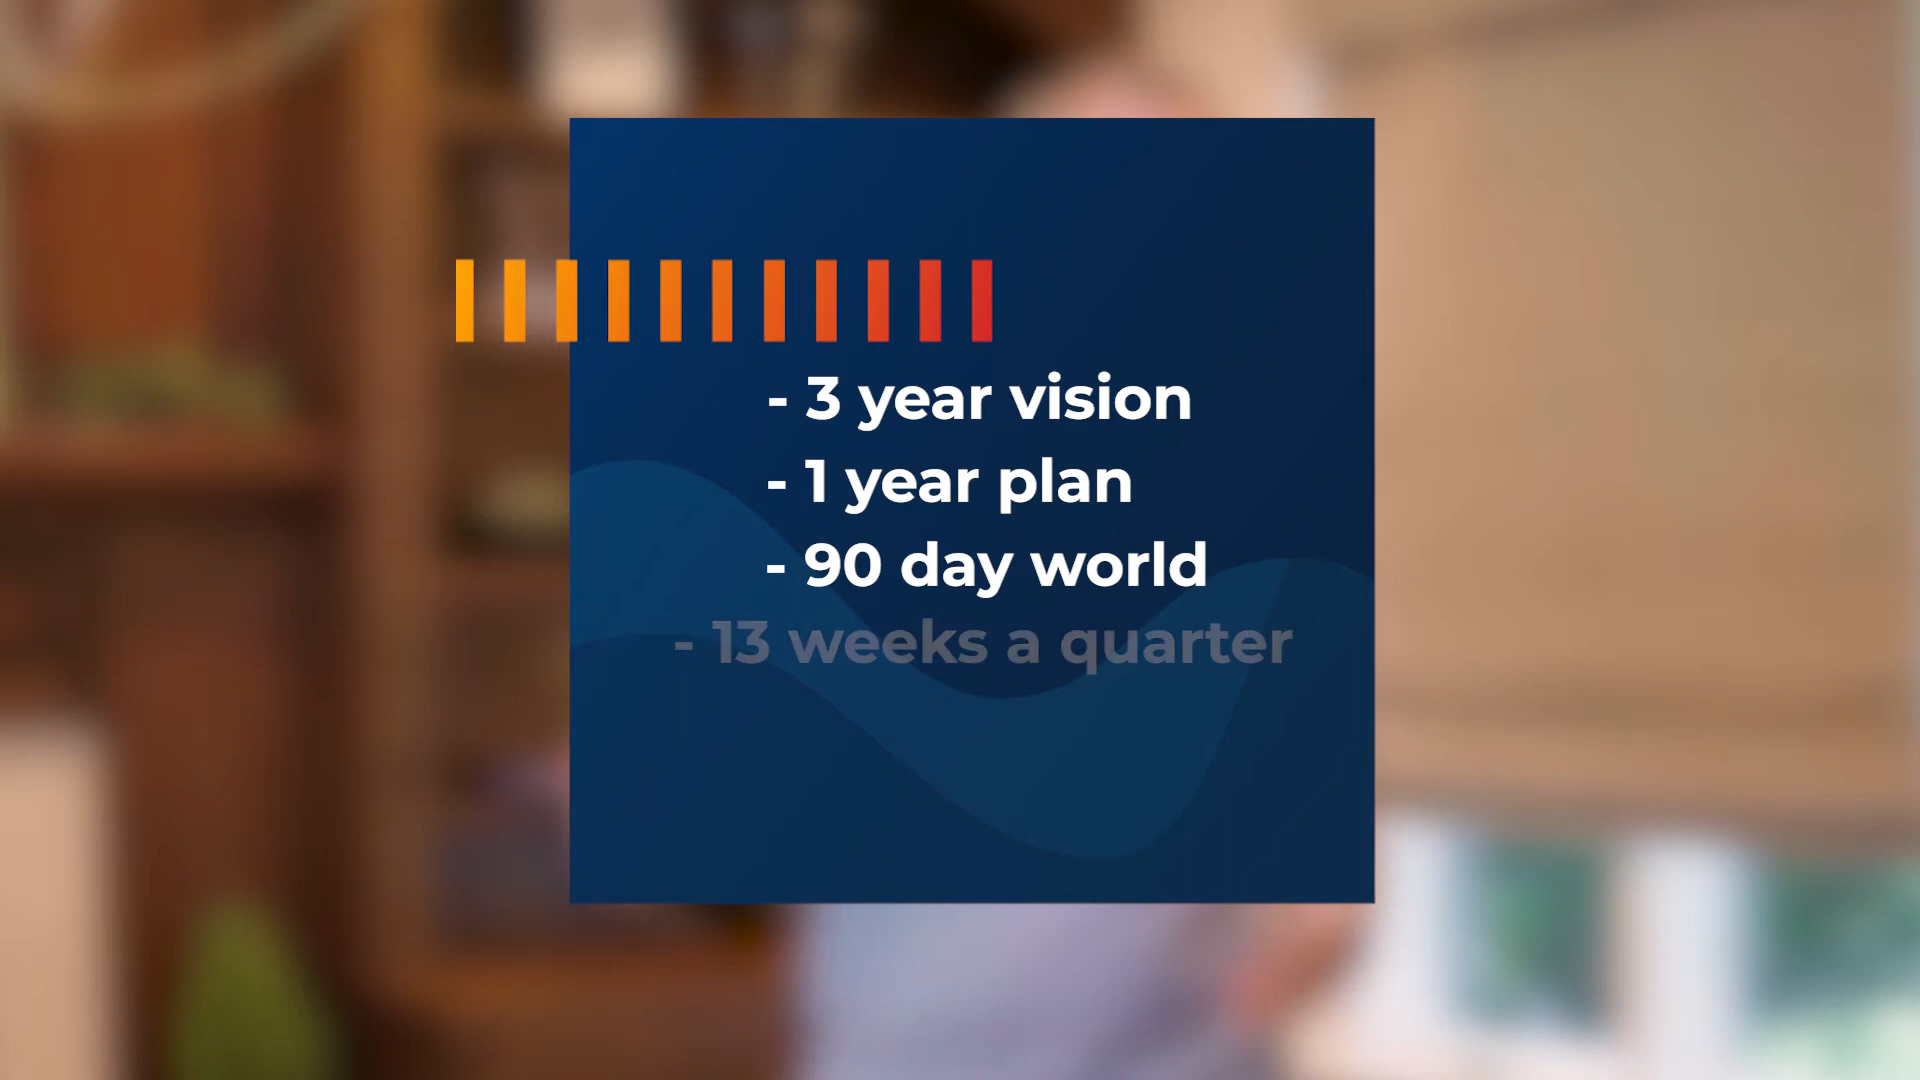 - 3 year vision
- 1 year plan
- 90 day world
- 13 weeks a quarter